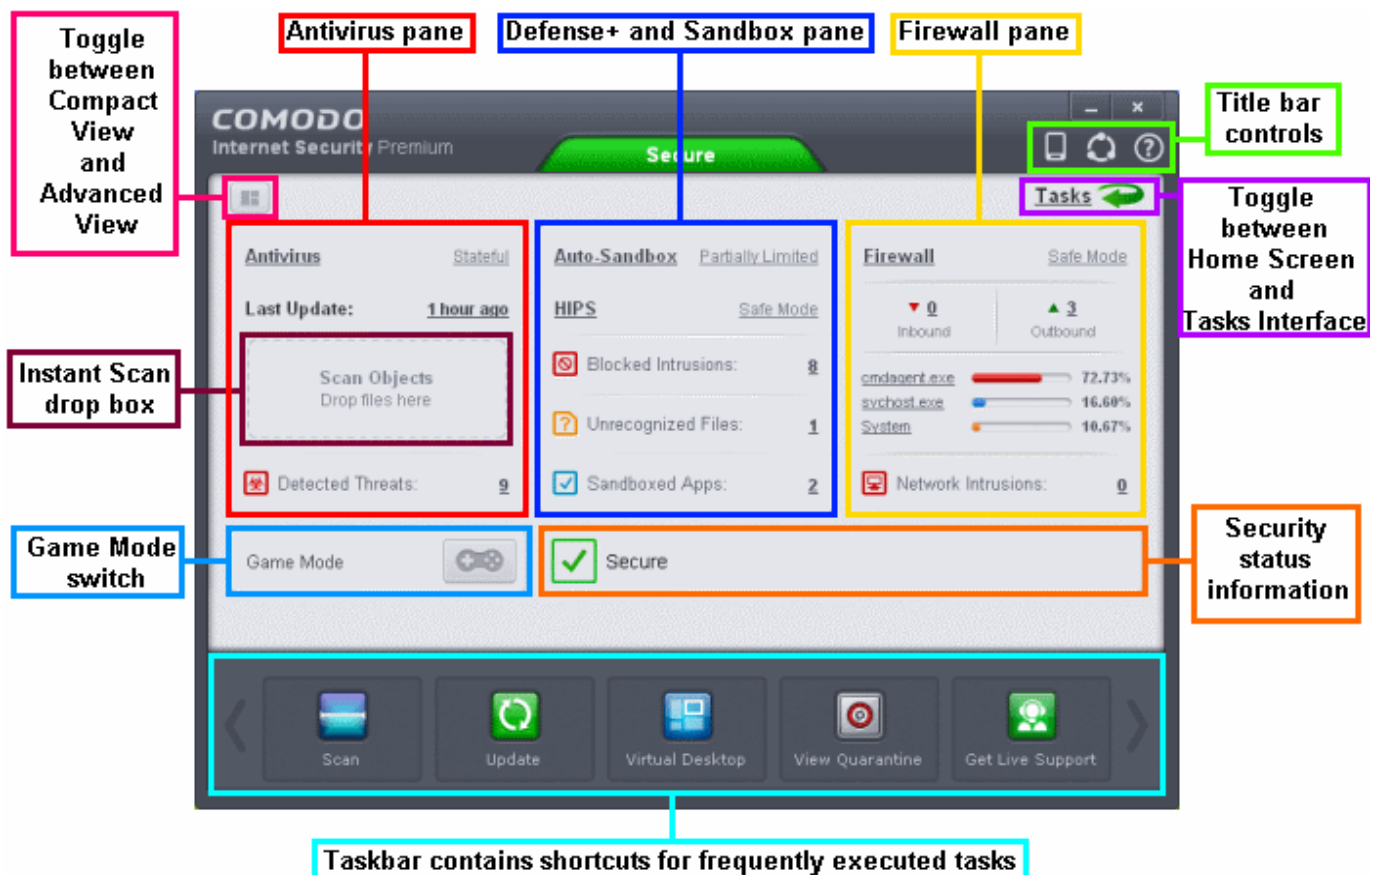 Toggle
between
Compact
View
and
Advanced
View
Antivirus pane
Defense+ and Sandbox pane
Firewall pane
Title bar
controls
COMODO
Internet Security Premium
Secure
Tasks
Toggle
between
Home Screen
and
Tasks Interface
Antivirus
Stateful
Last Update:
1 hour ago
Scan Objects
Drop files here
Detected Threats:
9
Auto-Sandbox
Partially Limited
HIPS
Safe Mode
Blocked Intrusions:
8
Unrecognized Files:
1
Sandboxed Apps:
2
Firewall
Safe Mode
0
Inbound
3
Outbound
cmdagent.exe
72.73%
svchost.exe
16.60%
System
10.67%
Network Intrusions:
0
Instant Scan
drop box
Game Mode
switch
Game Mode
Secure
Security
status
information
Scan
Update
Virtual Desktop
View Quarantine
Get Live Support
Taskbar contains shortcuts for frequently executed tasks